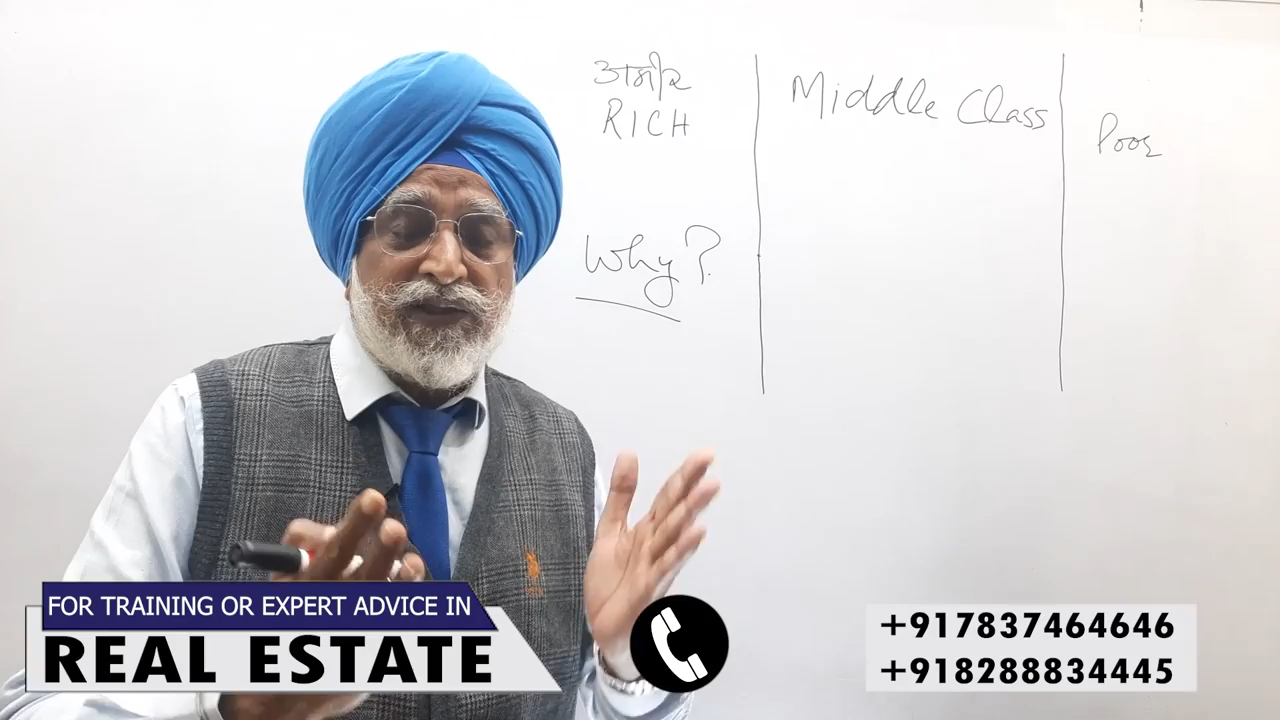 अमीर
RICH
Middle Class
Poor
Why?
FOR TRAINING OR EXPERT ADVICE IN
REAL ESTATE
+917837464646
+918288834445